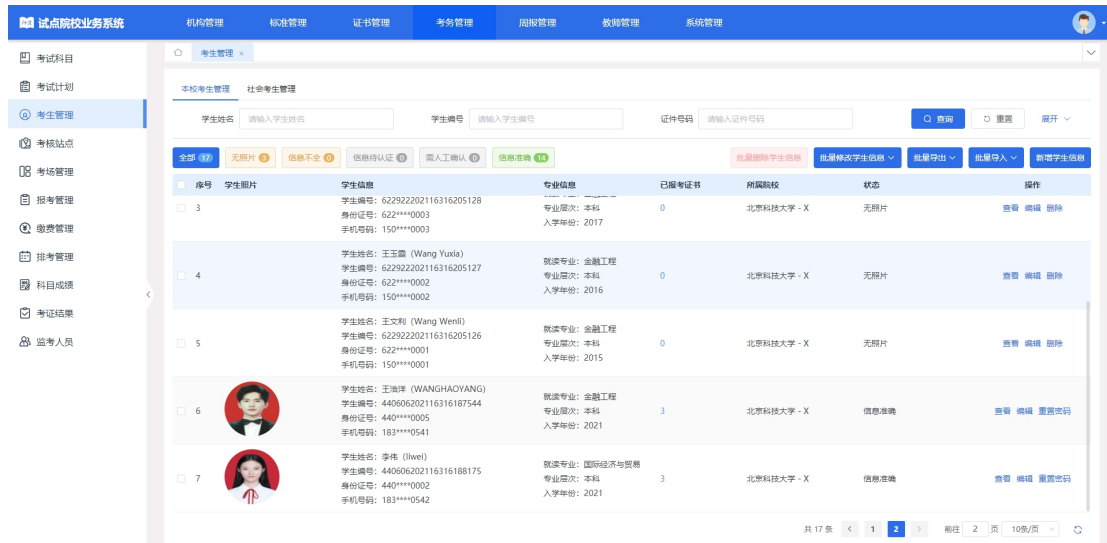 试点院校业务系统
机构管理 标准管理 证书管理 考务管理 周报管理 教师管理 系统管理
考试科目
考试计划
考生管理
考核站点
考场管理
报考管理
缴费管理
排考管理
科目成绩
考证结果
监考人员
考生管理 ×
本校考生管理 社会考生管理
学生姓名 请输入学生姓名 学生编号 请输入学生编号 证件号码 请输入证件号码 查询 重置 展开
全部 17 无照片 3 信息不全 0 信息待认证 0 需人工确认 0 信息准确 14 批量删除学生信息 批量修改学生信息 批量导出 批量导入 新增学生信息
序号 学生照片 学生信息 专业信息 已报考证书 所属院校 状态 操作
3
学生编号：622922202116316205128
身份证号：622****0003
手机号码：150****0003
专业层次：本科
入学年份：2017
0 北京科技大学 - X 无照片 查看 编辑 删除
4
学生姓名：王玉霞（Wang Yuxia)
学生编号：622922202116316205127
身份证号：622****0002
手机号码：150****0002
就读专业：金融工程
专业层次：本科
入学年份：2016
0 北京科技大学 - X 无照片 查看 编辑 删除
5
学生姓名：王文利（Wang Wenli)
学生编号：622922202116316205126
身份证号：622****0001
手机号码：150****0001
就读专业：金融工程
专业层次：本科
入学年份：2015
0 北京科技大学 - X 无照片 查看 编辑 删除
6
学生姓名：王浩洋（WANGHAOYANG)
学生编号：440606202116316187544
身份证号：440****0005
手机号码：183****0541
就读专业：金融工程
专业层次：本科
入学年份：2021
3 北京科技大学 - X 信息准确 查看 编辑 重置密码
7
学生姓名：李伟（liwei)
学生编号：440606202116316188175
身份证号：440****0002
手机号码：183****0542
就读专业：国际经济与贸易
专业层次：本科
入学年份：2021
3 北京科技大学 - X 信息准确 查看 编辑 重置密码
共 17 条 < 1 2 > 前往 2 页 10条/页